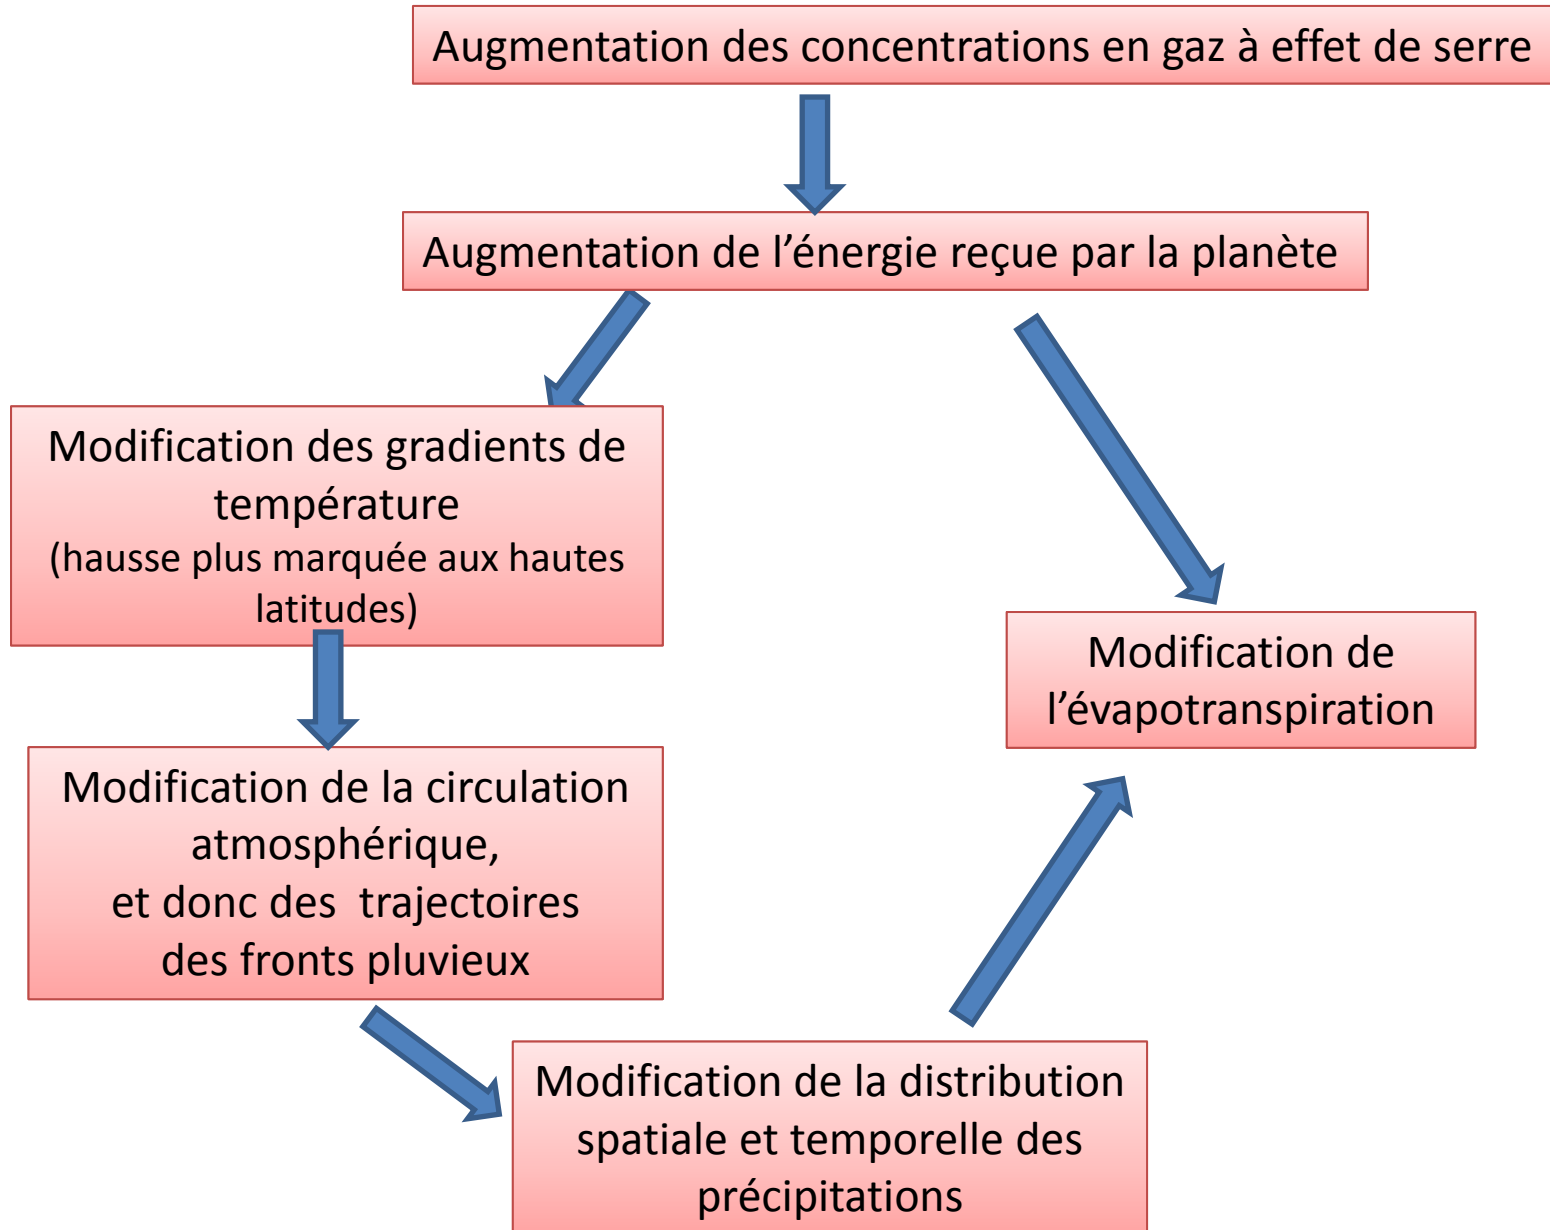 Augmentation des concentrations en gaz à effet de serre
Augmentation de l’énergie reçue par la planète
Modification des gradients de
température
(hausse plus marquée aux hautes
latitudes)
Modification de
l’évapotranspiration
Modification de la circulation
atmosphérique,
et donc des trajectoires
des fronts pluvieux
Modification de la distribution
spatiale et temporelle des
précipitations